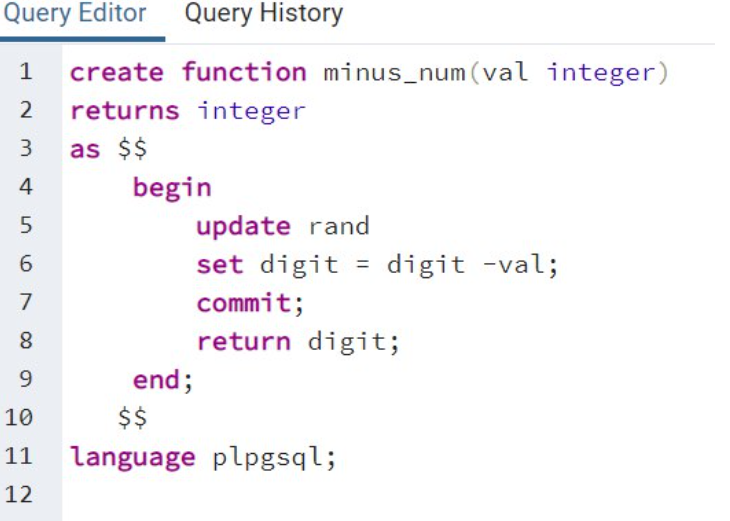 Query Editor Query History
1 create function minus_num(val integer)
2 returns integer
3 as $$
4 begin
5 update rand
6 set digit = digit -val;
7 commit;
8 return digit;
9 end;
10 $$
11 language plpgsql;
12